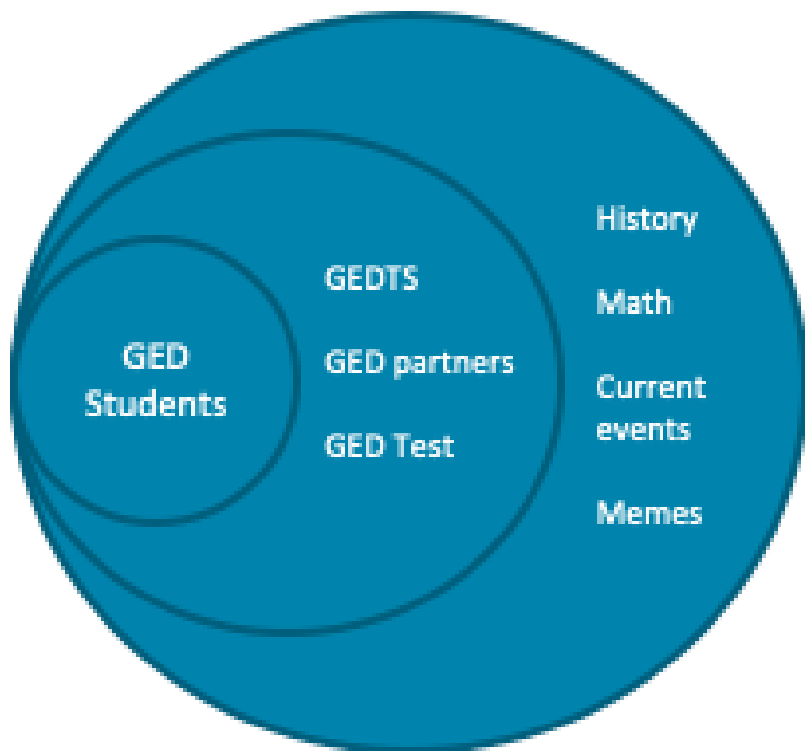 GED
Students
GEDTS
GED partners
GED Test
History
Math
Current
events
Memes